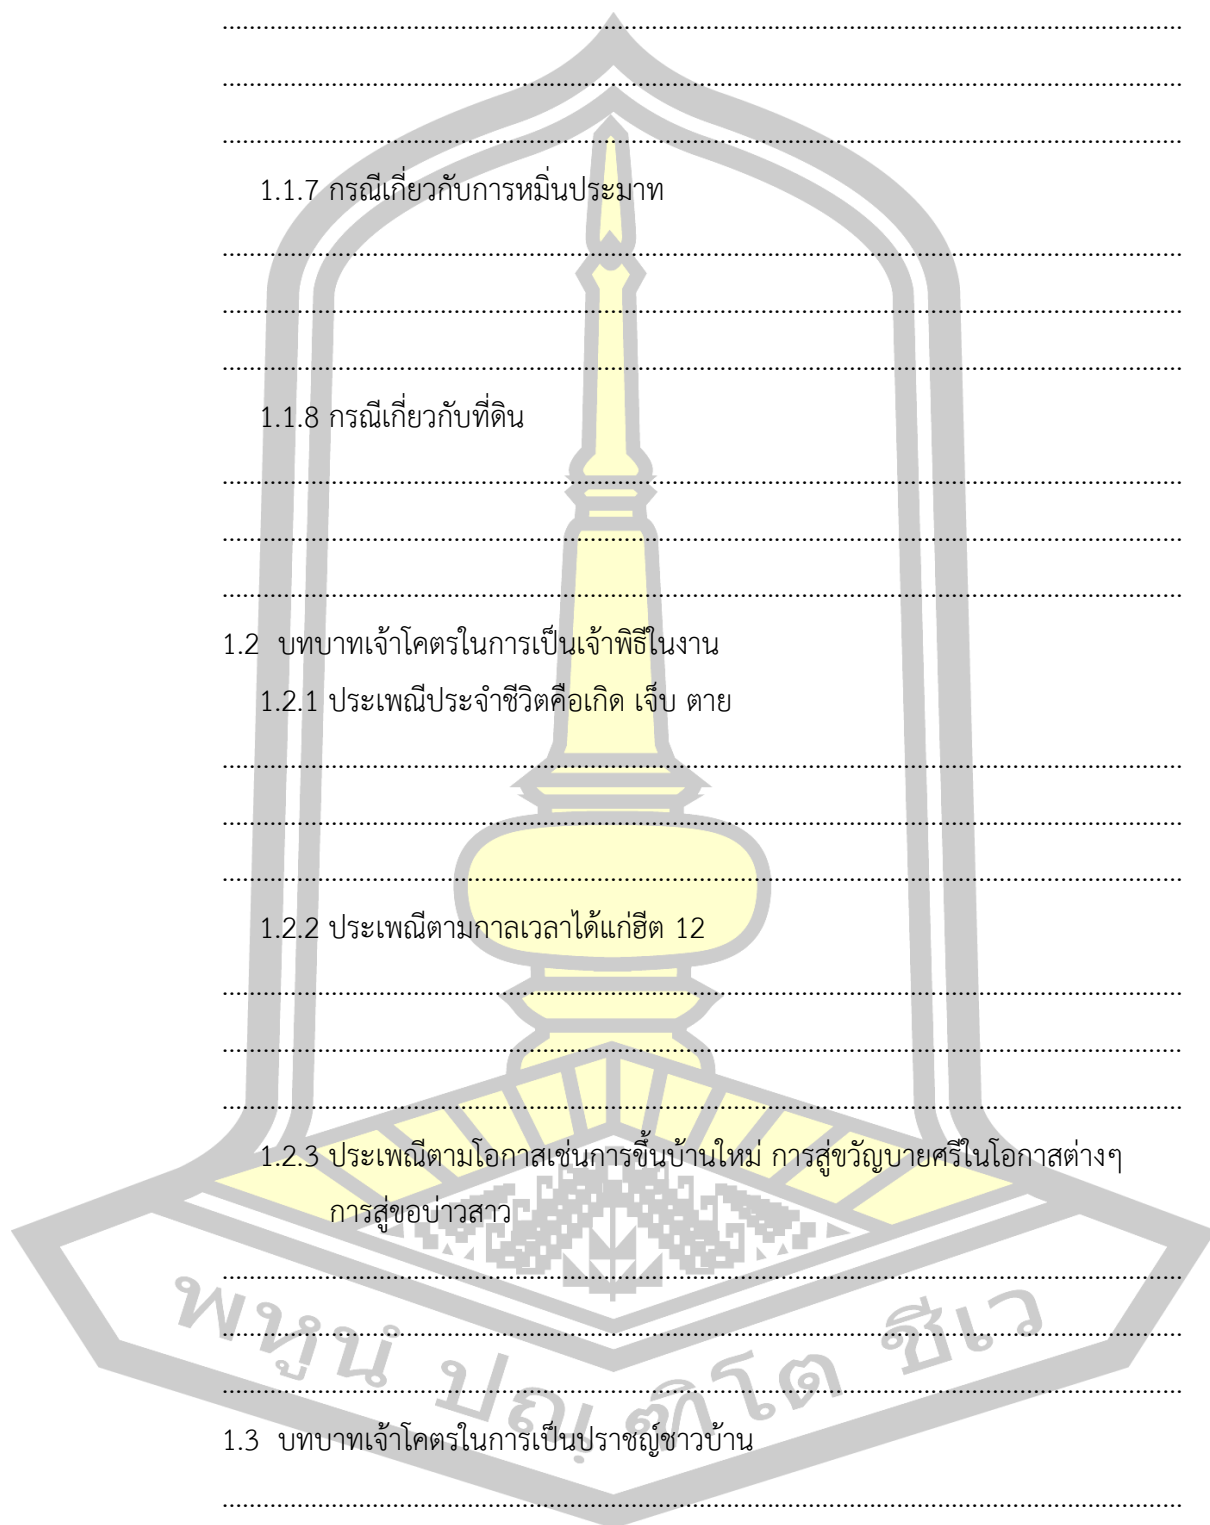 ................................................................................................................................
................................................................................................................................
................................................................................................................................
1.1.7 กรณีเกี่ยวกับการหมิ่นประมาท
................................................................................................................................
................................................................................................................................
................................................................................................................................
1.1.8 กรณีเกี่ยวกับที่ดิน
................................................................................................................................
................................................................................................................................
................................................................................................................................
1.2 บทบาทเจ้าโคตรในการเป็นเจ้าพิธีในงาน
1.2.1 ประเพณีประจำชีวิตคือเกิด เจ็บ ตาย
................................................................................................................................
................................................................................................................................
................................................................................................................................
1.2.2 ประเพณีตามกาลเวลาได้แก่ฮีต 12
................................................................................................................................
................................................................................................................................
................................................................................................................................
1.2.3 ประเพณีตามโอกาสเช่นการขึ้นบ้านใหม่ การสู่ขวัญบายศรีในโอกาสต่างๆ
การสู่ขอบ่าวสาว
................................................................................................................................
................................................................................................................................
................................................................................................................................
พหูนํ ปณฺฑิโต ชีเว
1.3 บทบาทเจ้าโคตรในการเป็นปราชญ์ชาวบ้าน
................................................................................................................................